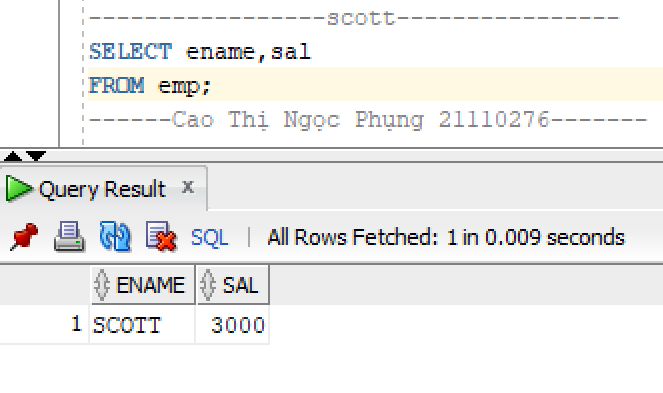 -----------------scott----------------
SELECT ename,sal
FROM emp;
------Cao Thị Ngọc Phụng 21110276-------
Query Result x
SQL | All Rows Fetched: 1 in 0.009 seconds
ENAME SAL
1 SCOTT 3000